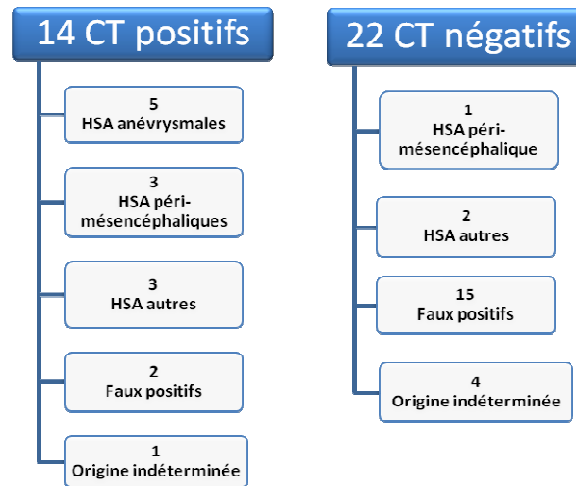 14 CT positifs
5
HSA anévrysmales
3
HSA péri-
mésencéphaliques
3
HSA autres
2
Faux positifs
1
Origine indéterminée
22 CT négatifs
1
HSA péri-
mésencéphalique
2
HSA autres
15
Faux positifs
4
Origine indéterminée